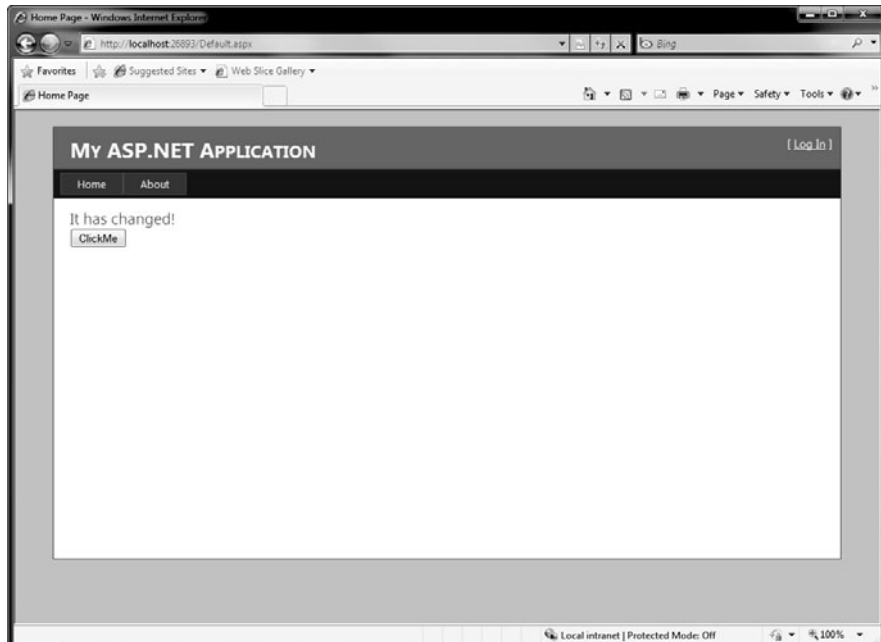 Home Page - Windows Internet Explorer
http://localhost:26893/Default.aspx
Bing
Favorites
Suggested Sites
Web Slice Gallery
Home Page
Page
Safety
Tools
MY ASP.NET APPLICATION
[ Log In ]
Home
About
It has changed!
ClickMe
Local intranet | Protected Mode: Off
100%